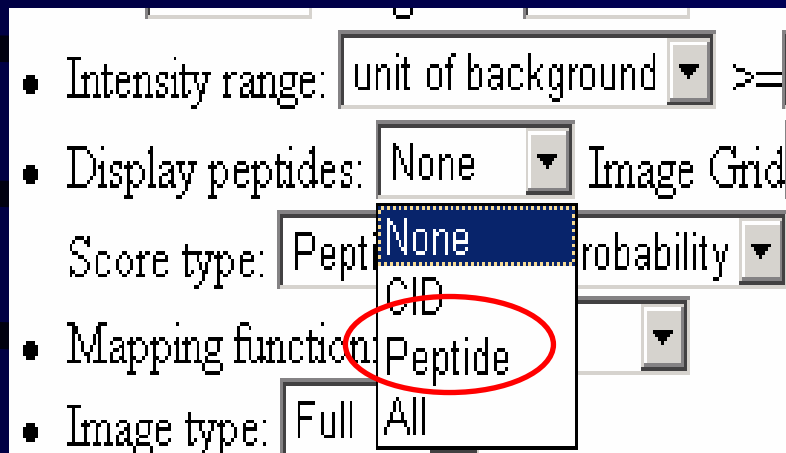 • Intensity range: unit of background >=
• Display peptides: None Image Grid
None
Score type: Pepti robability
CID
• Mapping function:
Peptide
• Image type: Full
All